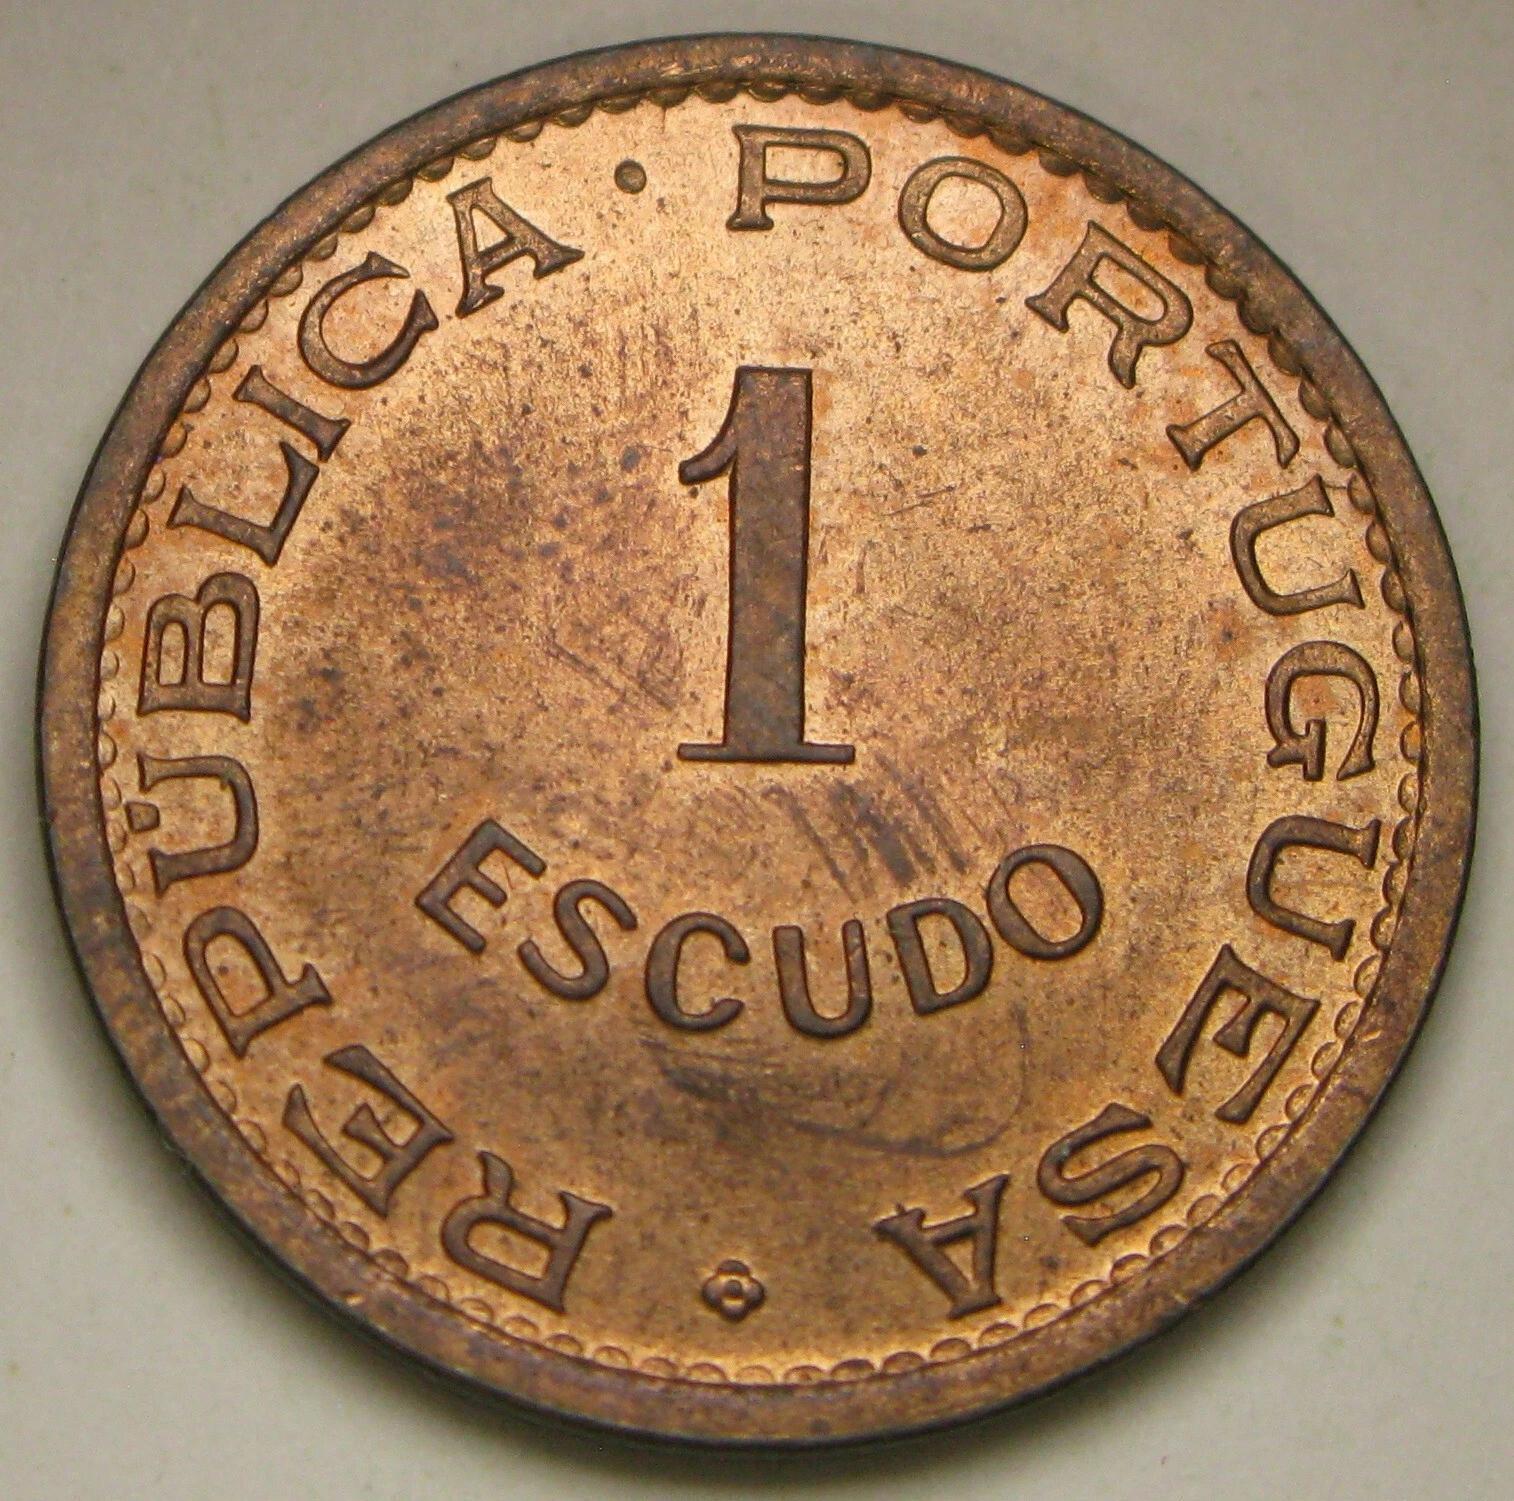 REPÚBLICA · PORTUGUESA
1
ESCUDO